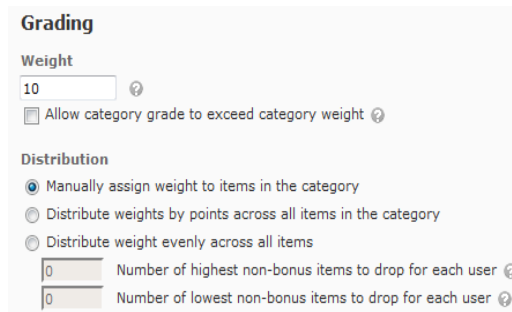 Grading
Weight
10
Allow category grade to exceed category weight
Distribution
Manually assign weight to items in the category
Distribute weights by points across all items in the category
Distribute weight evenly across all items
0 Number of highest non-bonus items to drop for each user
0 Number of lowest non-bonus items to drop for each user